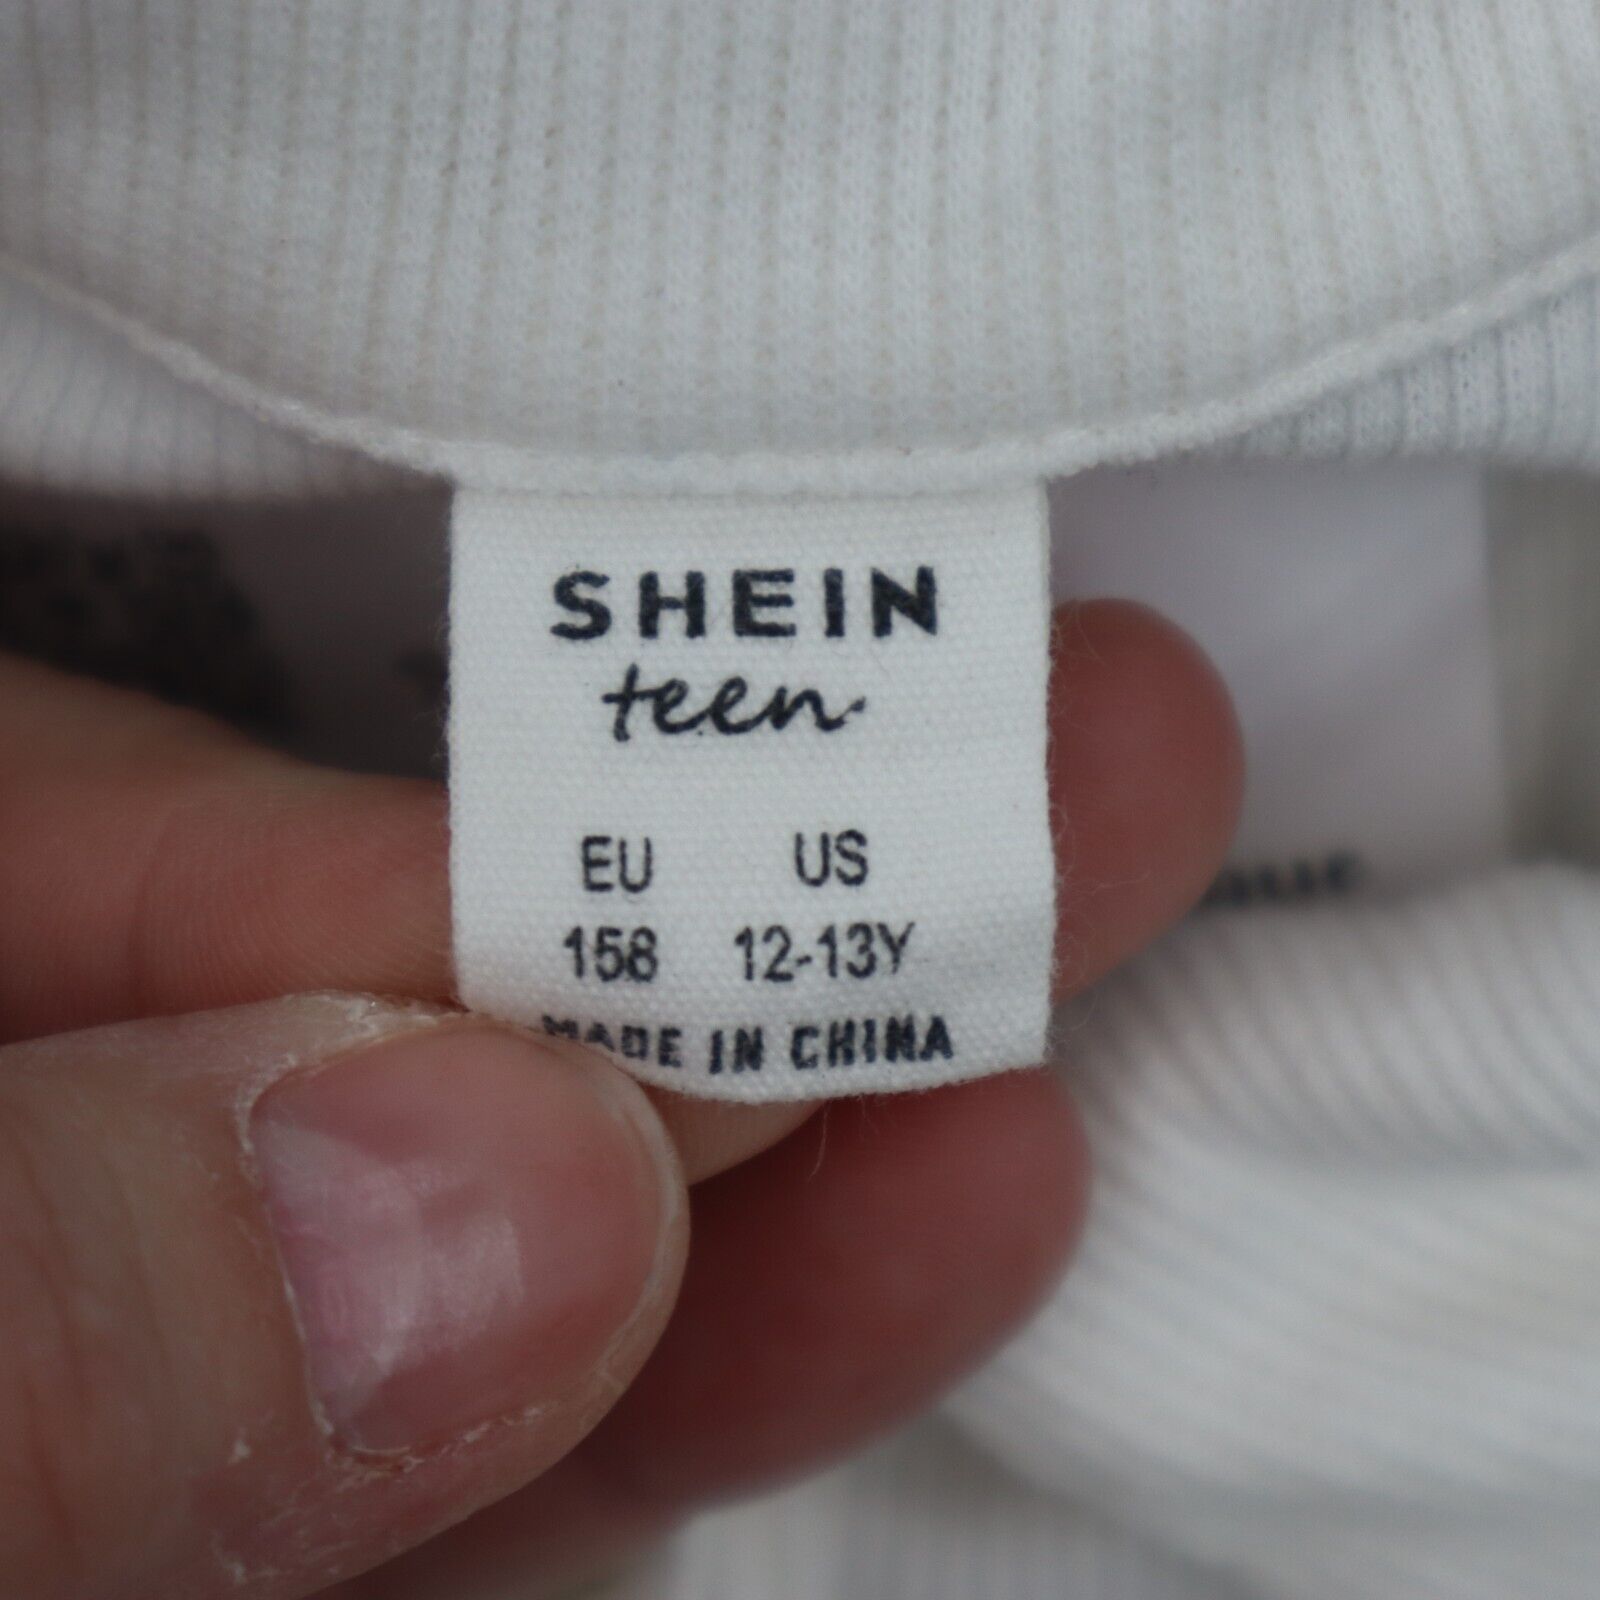 SHEIN
teen
EU US
158 12-13Y
MADE IN CHINA